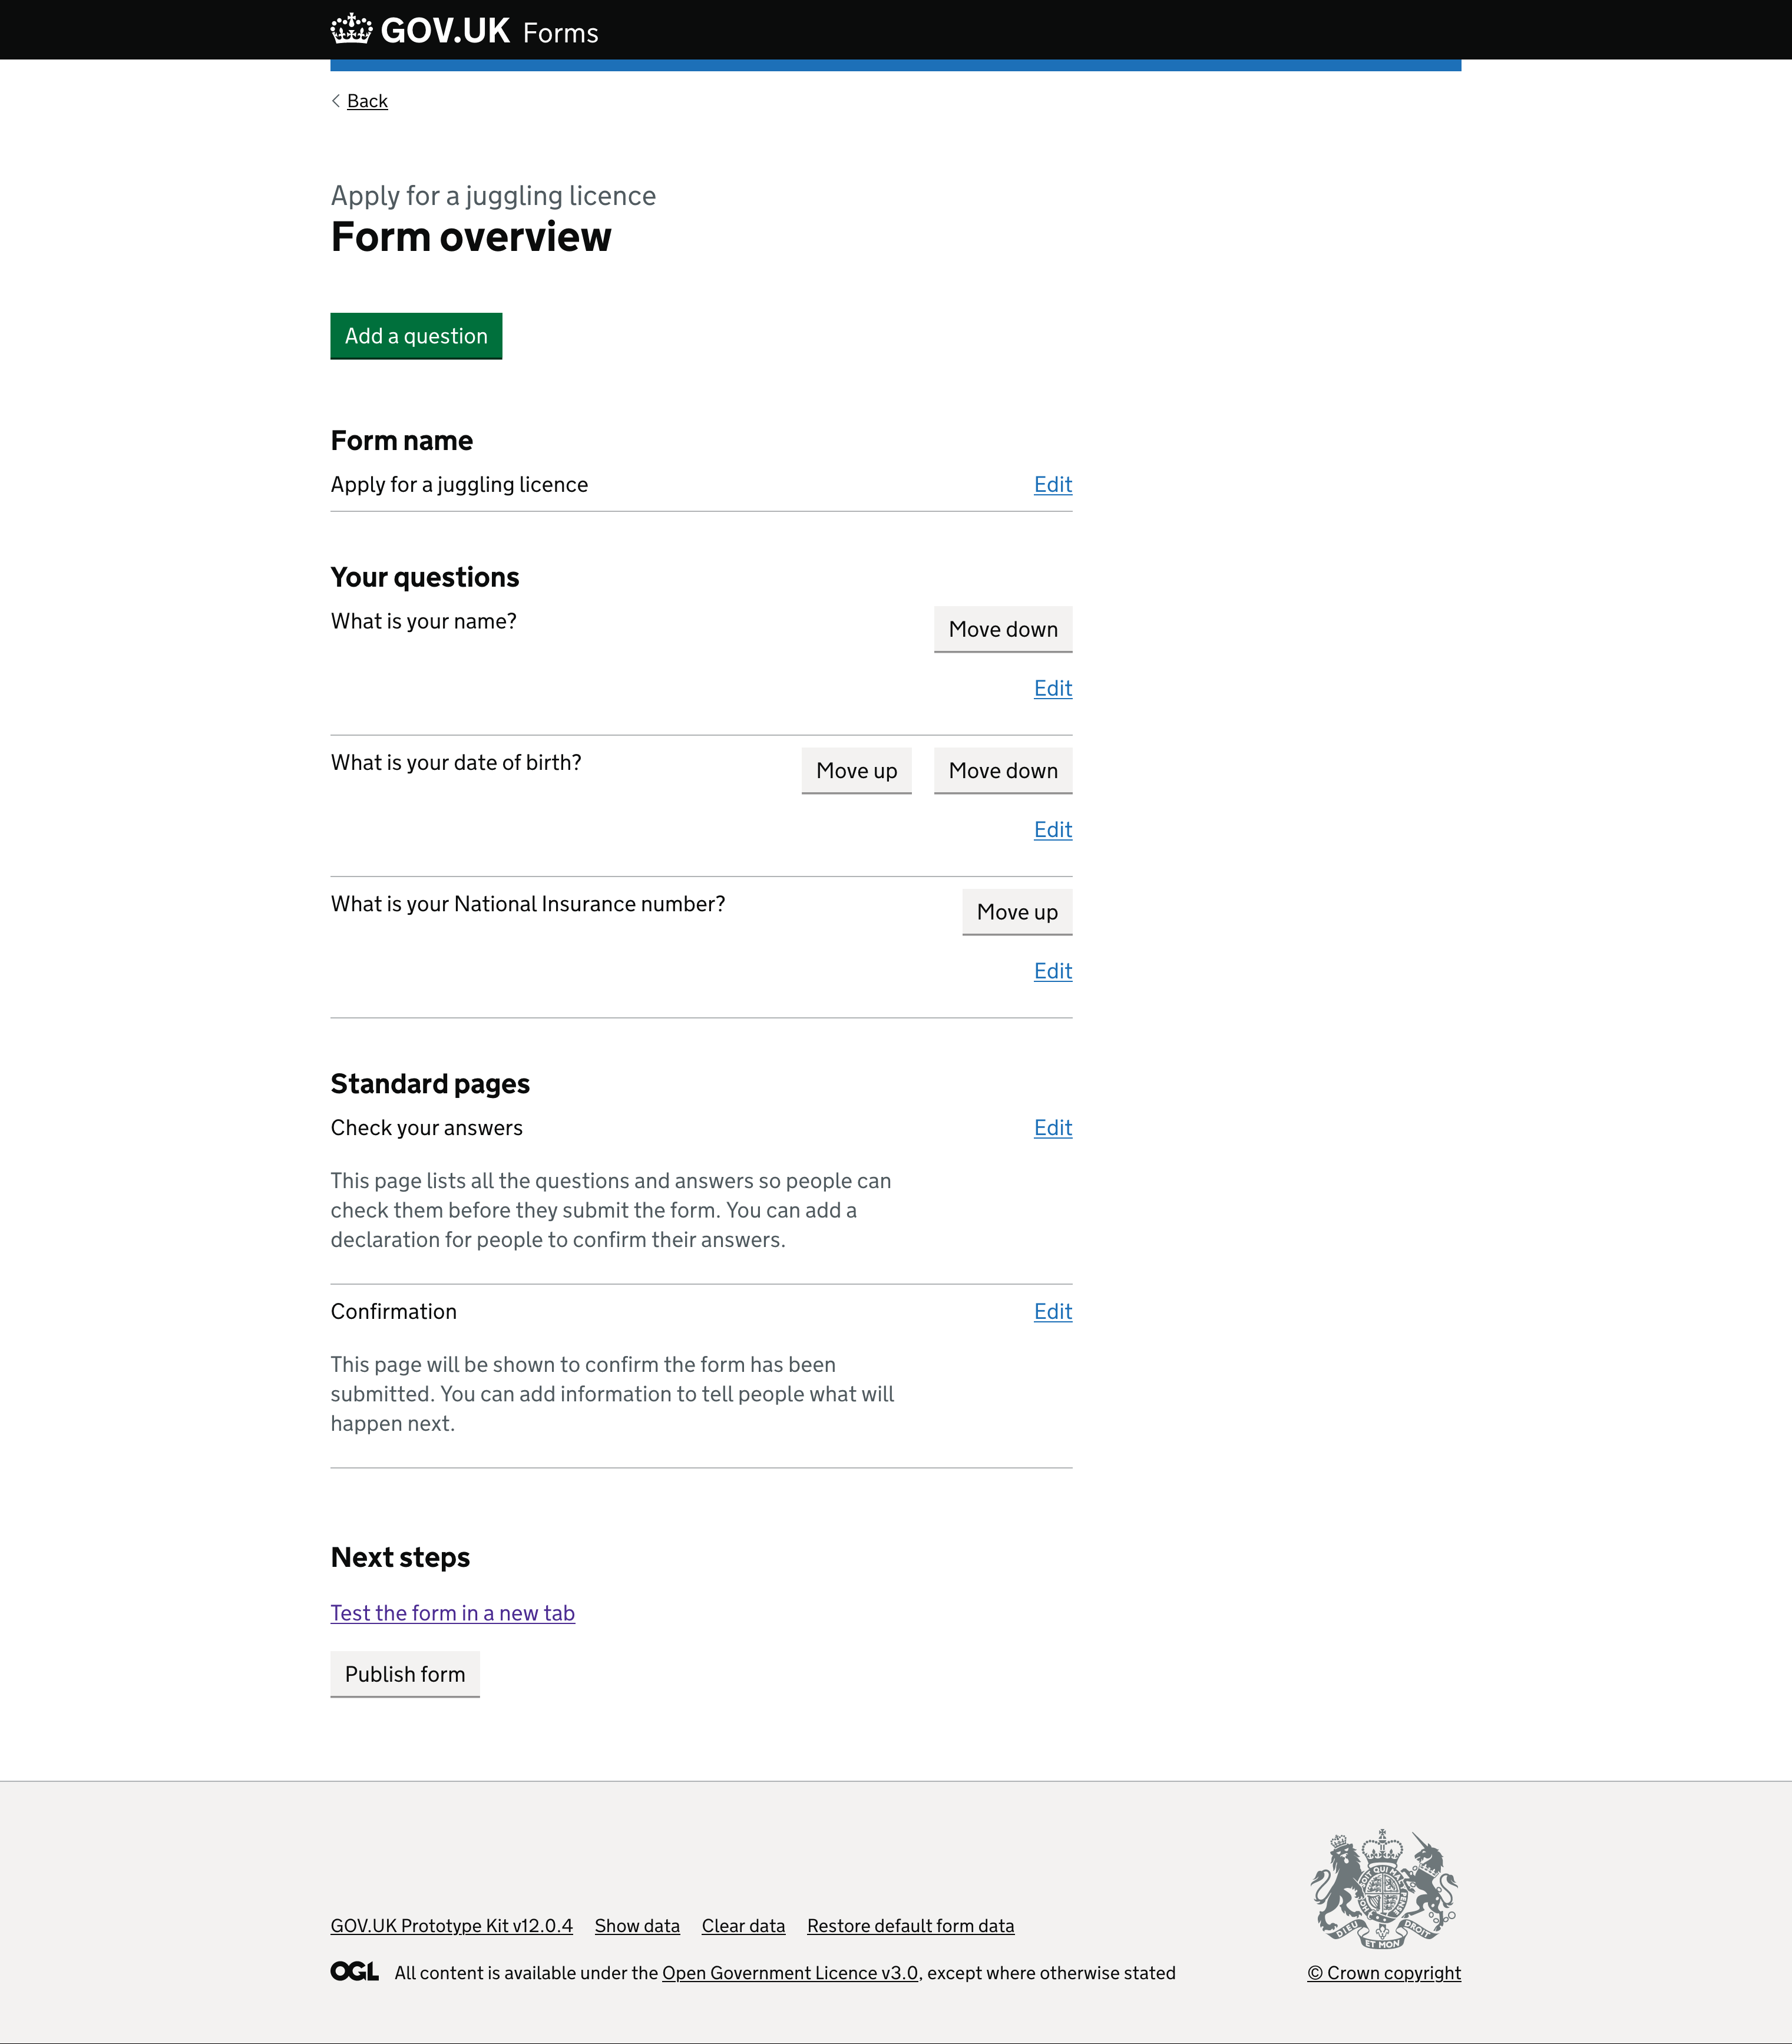 GOV.UK Forms
Back
Apply for a juggling licence
Form overview
Add a question
Form name
Apply for a juggling licence Edit
Your questions
What is your name? Move down
Edit
What is your date of birth? Move up Move down
Edit
What is your National Insurance number? Move up
Edit
Standard pages
Check your answers Edit
This page lists all the questions and answers so people can
check them before they submit the form. You can add a
declaration for people to confirm their answers.
Confirmation Edit
This page will be shown to confirm the form has been
submitted. You can add information to tell people what will
happen next.
Next steps
Test the form in a new tab
Publish form
GOV.UK Prototype Kit v12.0.4 Show data Clear data Restore default form data
OGL All content is available under the Open Government Licence v3.0, except where otherwise stated
DIEU ET MON DROIT
© Crown copyright